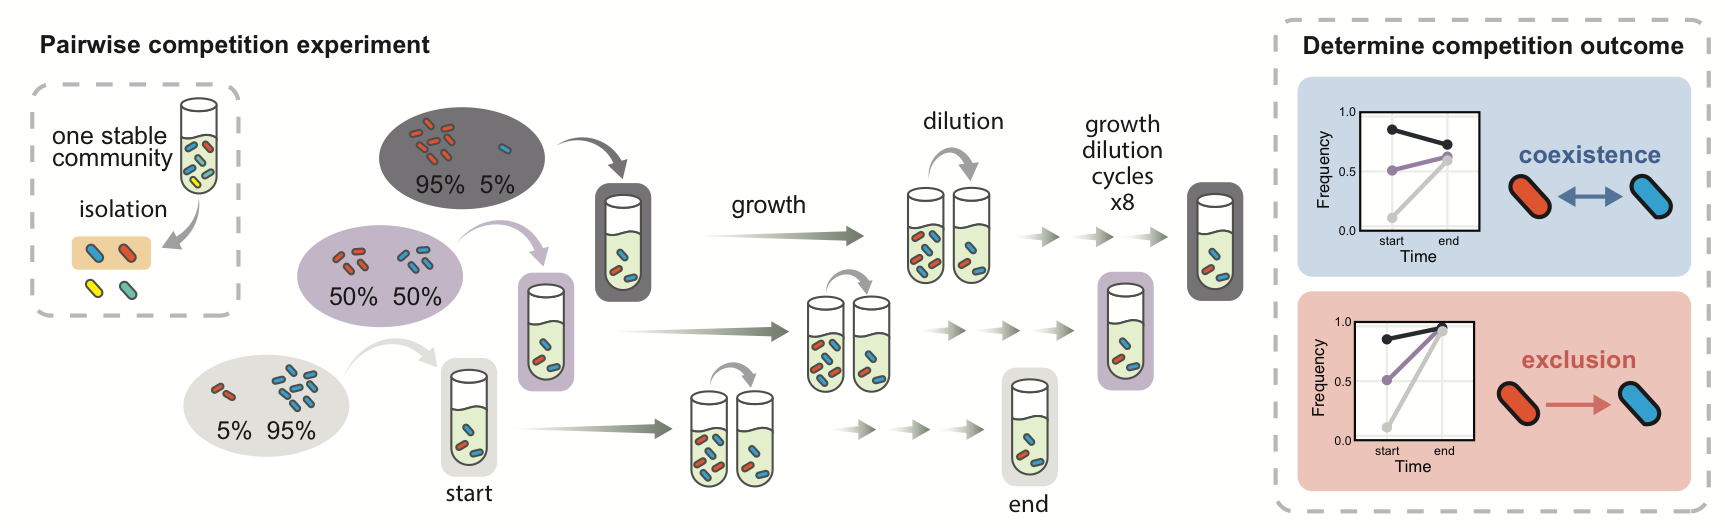 Pairwise competition experiment
one stable
community
isolation
95% 5%
50% 50%
5% 95%
start
growth
dilution
growth
dilution
cycles
x8
end
Determine competition outcome
1.0
0.5
0.0
Frequency
start end
Time
coexistence
1.0
0.5
0.0
Frequency
start end
Time
exclusion